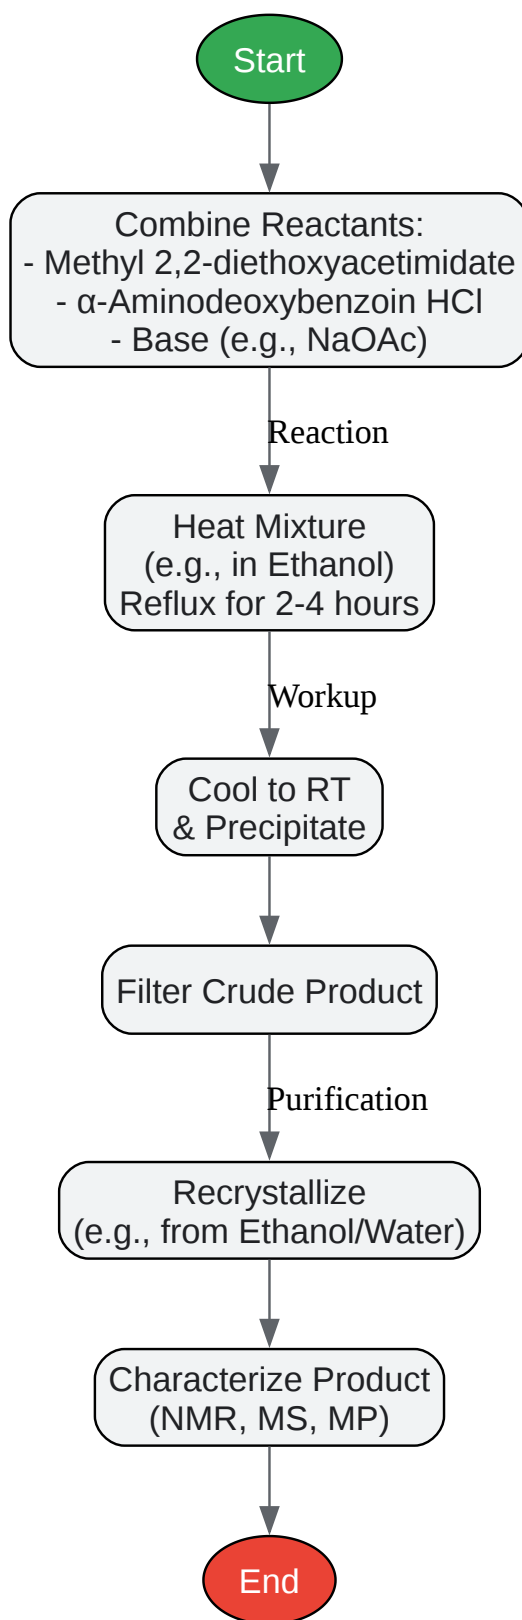 Start
Combine Reactants:
- Methyl 2,2-diethoxyacetimidate
- α-Aminodeoxybenzoin HCl
- Base (e.g., NaOAc)
Reaction
Heat Mixture
(e.g., in Ethanol)
Reflux for 2-4 hours
Workup
Cool to RT
& Precipitate
Filter Crude Product
Purification
Recrystallize
(e.g., from Ethanol/Water)
Characterize Product
(NMR, MS, MP)
End